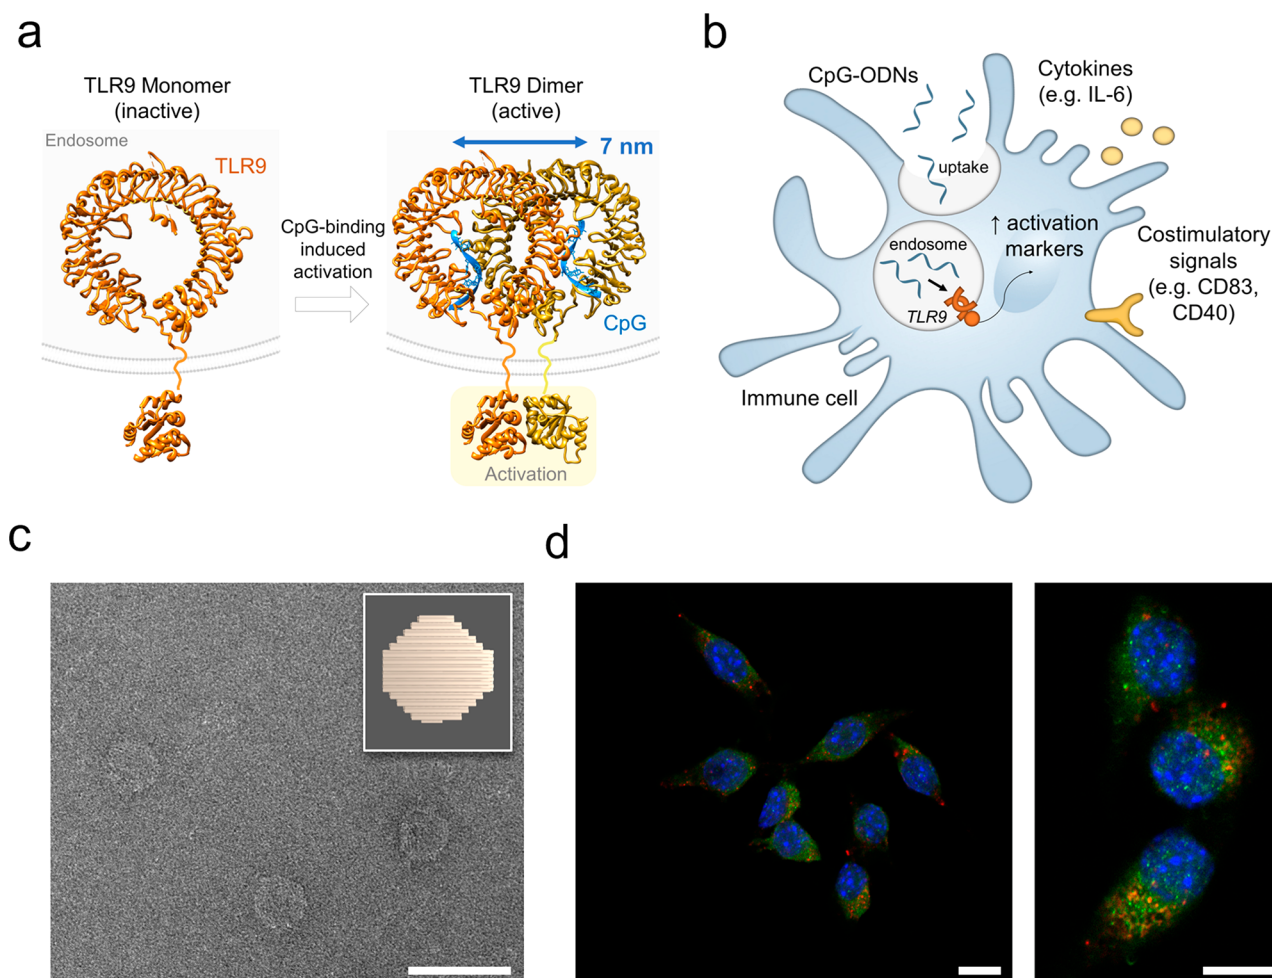 a
TLR9 Monomer
(inactive)
Endosome
TLR9
CpG-binding
induced
activation
TLR9 Dimer
(active)
7 nm
CpG
Activation
b
CpG-ODNs
Cytokines
(e.g. IL-6)
uptake
↑ activation
markers
endosome
TLR9
Costimulatory
signals
(e.g. CD83,
CD40)
Immune cell
c
d